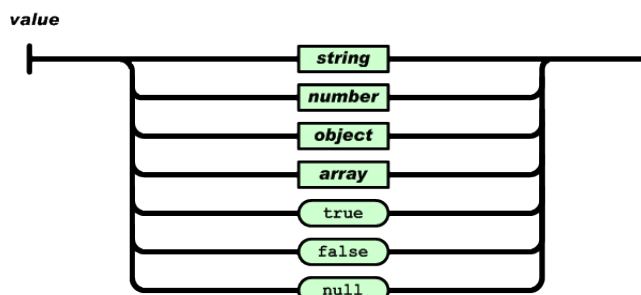 value
string
number
object
array
true
false
null